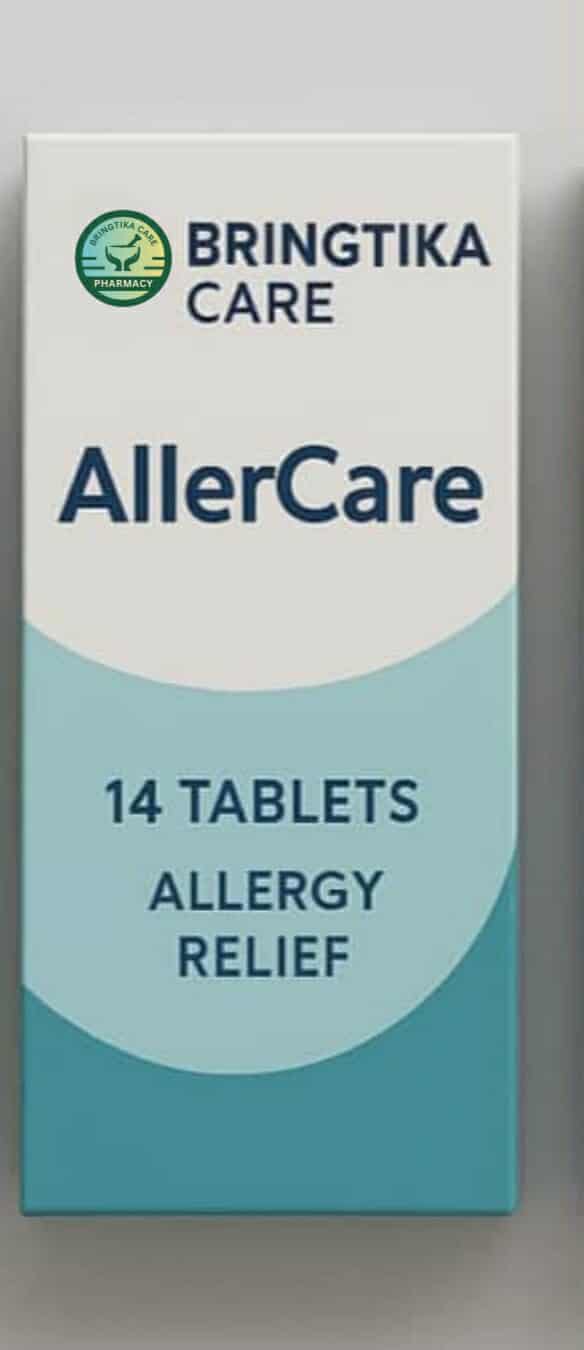 BRINGTIKA CARE
PHARMACY
BRINGTIKA
CARE
AllerCare
14 TABLETS
ALLERGY
RELIEF